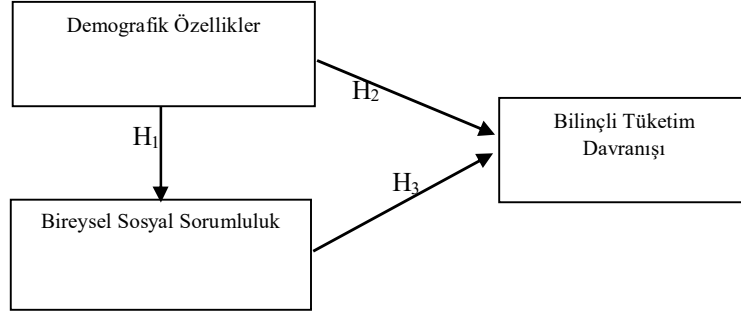 Demografik Özellikler
H2
Bilinçli Tüketim
Davranışı
H1
H3
Bireysel Sosyal Sorumluluk